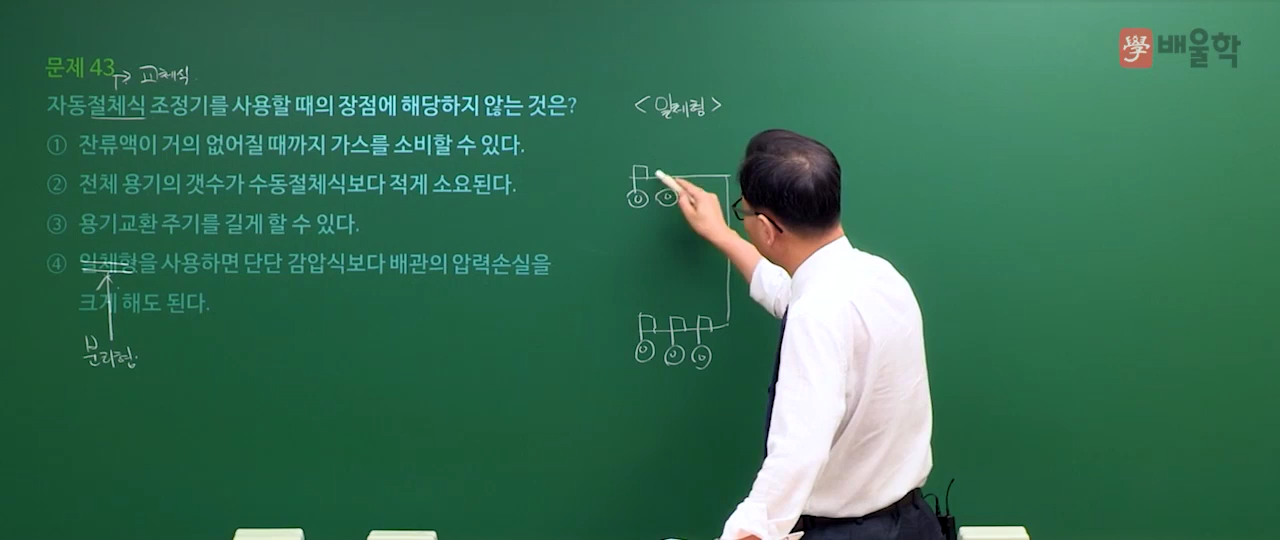 學 배울학
문제 43
→ 교체식
자동절체식 조정기를 사용할 때의 장점에 해당하지 않는 것은?
① 잔류액이 거의 없어질 때까지 가스를 소비할 수 있다.
② 전체 용기의 갯수가 수동절체식보다 적게 소요된다.
③ 용기교환 주기를 길게 할 수 있다.
④ 일체형을 사용하면 단단 감압식보다 배관의 압력손실을
크게 해도 된다.
분리형
<일체형>